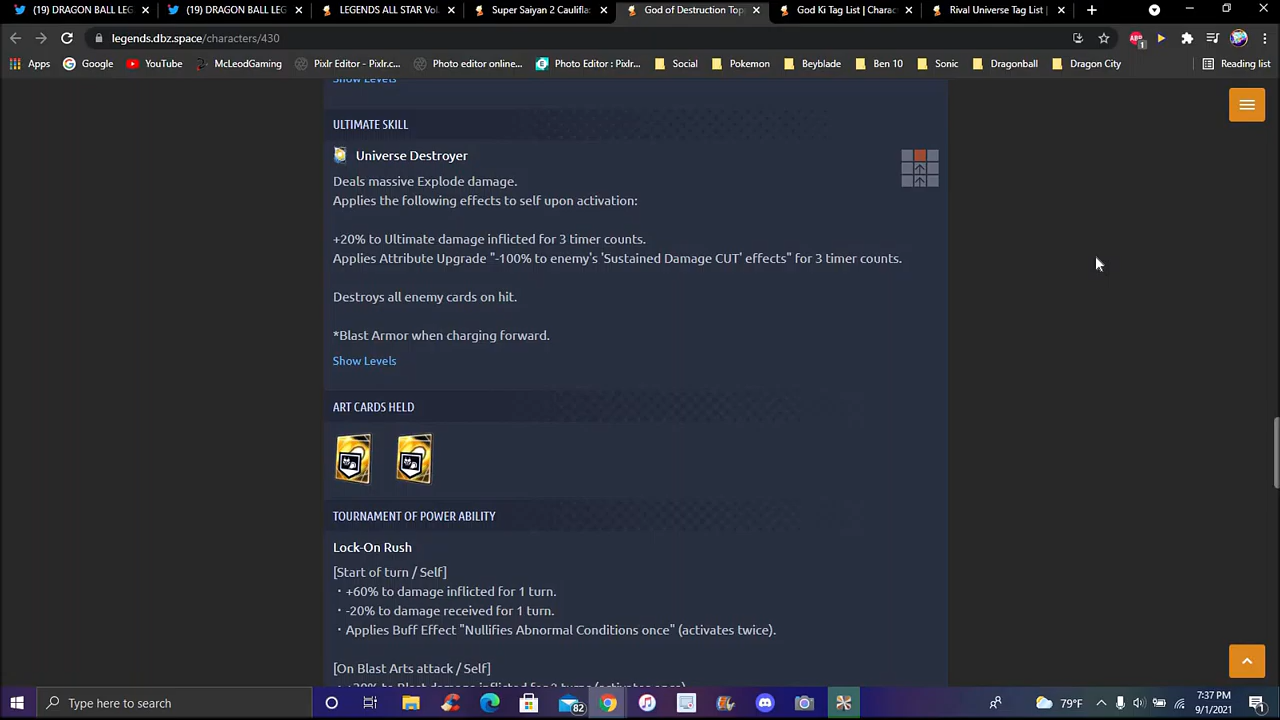 (19) DRAGON BALL LEG
(19) DRAGON BALL LEG
LEGENDS ALL STAR Vol.
Super Saiyan 2 Caulifla
God of Destruction Top
God Ki Tag List | Charac
Rival Universe Tag List |
legends.dbz.space/characters/430
ABP
1
Apps
Google
YouTube
McLeodGaming
Pixlr Editor - Pixlr.c...
Photo editor online...
Photo Editor : Pixlr...
Social
Pokemon
Beyblade
Ben 10
Sonic
Dragonball
Dragon City
Reading list
Show Levels
ULTIMATE SKILL
Universe Destroyer
Deals massive Explode damage.
Applies the following effects to self upon activation:
+20% to Ultimate damage inflicted for 3 timer counts.
Applies Attribute Upgrade "-100% to enemy's 'Sustained Damage CUT' effects" for 3 timer counts.
Destroys all enemy cards on hit.
*Blast Armor when charging forward.
Show Levels
ART CARDS HELD
TOURNAMENT OF POWER ABILITY
Lock-On Rush
[Start of turn / Self]
・+60% to damage inflicted for 1 turn.
・-20% to damage received for 1 turn.
・Applies Buff Effect "Nullifies Abnormal Conditions once" (activates twice).
[On Blast Arts attack / Self]
Type here to search
82
79°F
7:37 PM
9/1/2021